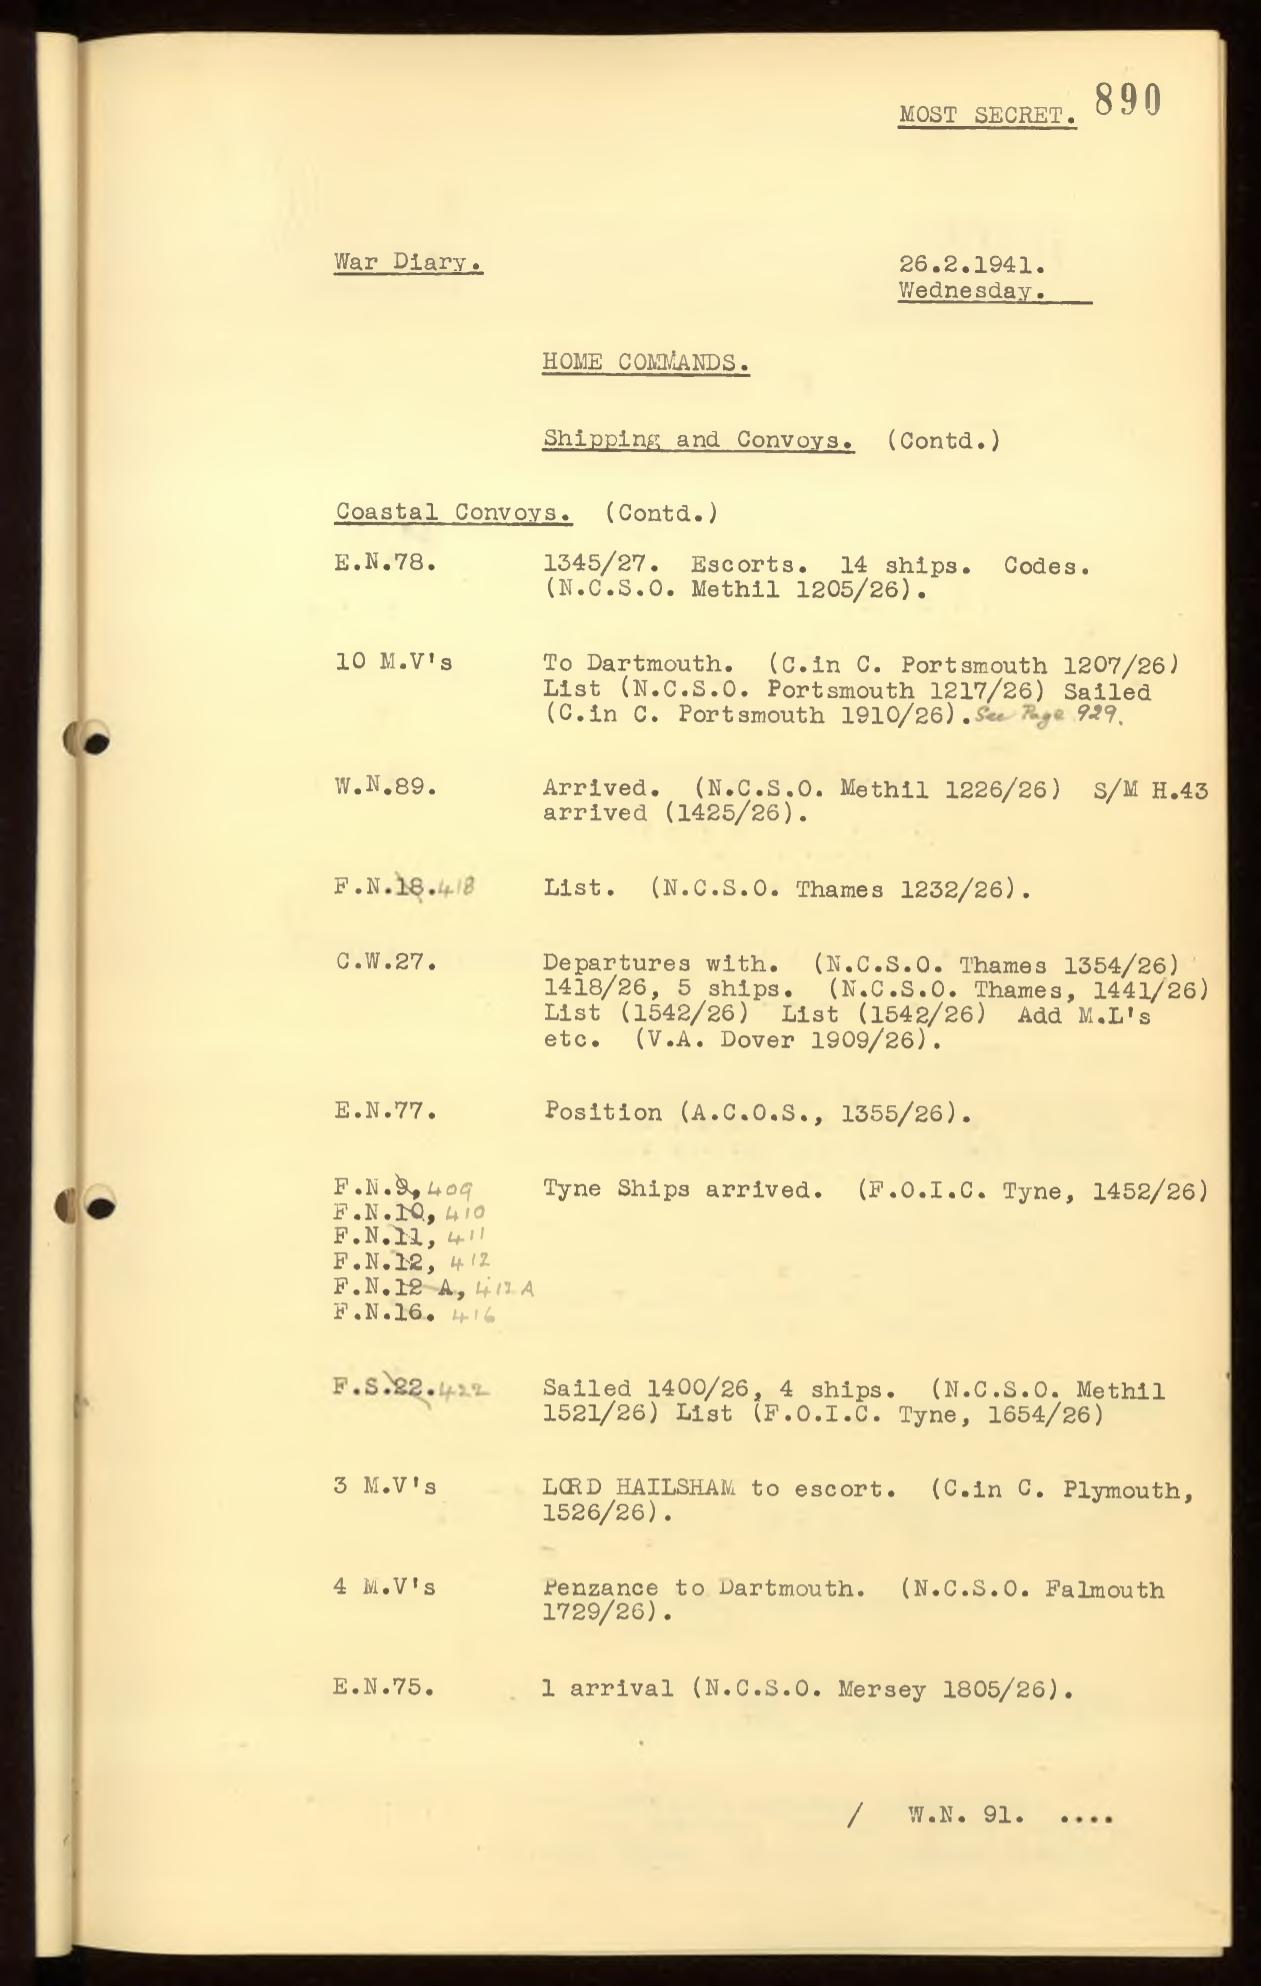 MOST SECRET. 890
War Diary. 26.2.1941.
Wednesday.
HOME COMMANDS.
Shipping and Convoys. (Contd.)
Coastal Convoys. (Contd.)
E.N.78. 1345/27. Escorts. 14 ships. Codes.
(N.C.S.O. Methil 1205/26).
10 M.V's To Dartmouth. (C.in C. Portsmouth 1207/26)
List (N.C.S.O. Portsmouth 1217/26) Sailed
(C.in C. Portsmouth 1910/26). See Page 929.
W.N.89. Arrived. (N.C.S.O. Methil 1226/26) S/M H.43
arrived (1425/26).
F.N.18. 418 List. (N.C.S.O. Thames 1232/26).
C.W.27. Departures with. (N.C.S.O. Thames 1354/26)
1418/26, 5 ships. (N.C.S.O. Thames, 1441/26)
List (1542/26) List (1542/26) Add M.L's
etc. (V.A. Dover 1909/26).
E.N.77. Position (A.C.O.S., 1355/26).
F.N.9, 409 Tyne Ships arrived. (F.O.I.C. Tyne, 1452/26)
F.N.10, 410
F.N.11, 411
F.N.12, 412
F.N.12 A, 412 A
F.N.16. 416
F.S.22. 422 Sailed 1400/26, 4 ships. (N.C.S.O. Methil
1521/26) List (F.O.I.C. Tyne, 1654/26)
3 M.V's LORD HAILSHAM to escort. (C.in C. Plymouth,
1526/26).
4 M.V's Penzance to Dartmouth. (N.C.S.O. Falmouth
1729/26).
E.N.75. 1 arrival (N.C.S.O. Mersey 1805/26).
/ W.N. 91. ....